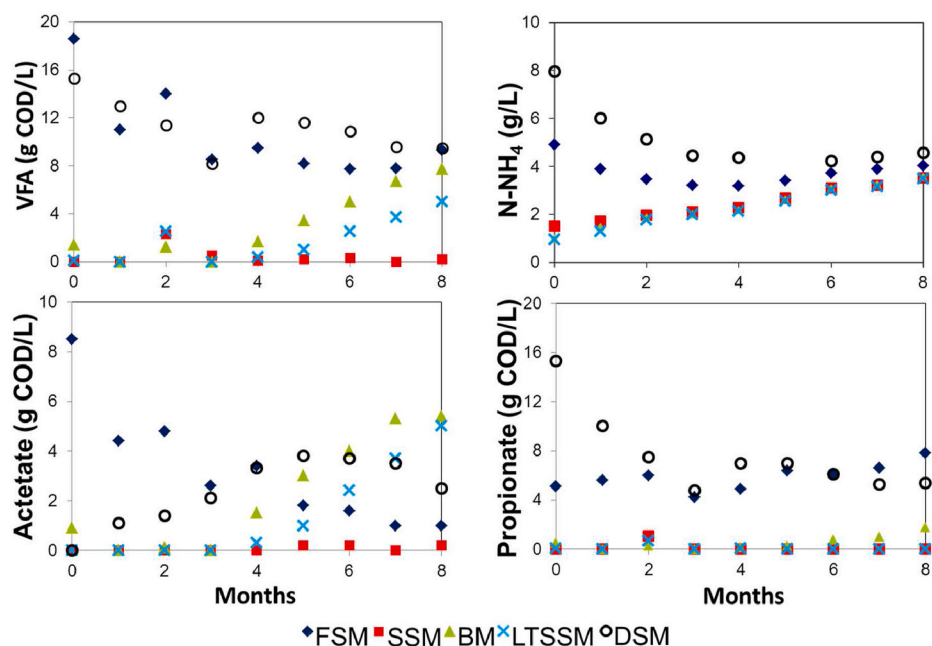 VFA (g COD/L)
20
16
12
8
4
0
0 2 4 6 8
N-NH4 (g/L)
10
8
6
4
2
0
0 2 4 6 8
Actetate (g COD/L)
10
8
6
4
2
0
0 2 4 6 8
Months
Propionate (g COD/L)
20
16
12
8
4
0
0 2 4 6 8
Months
FSM SSM BM LTSSM DSM